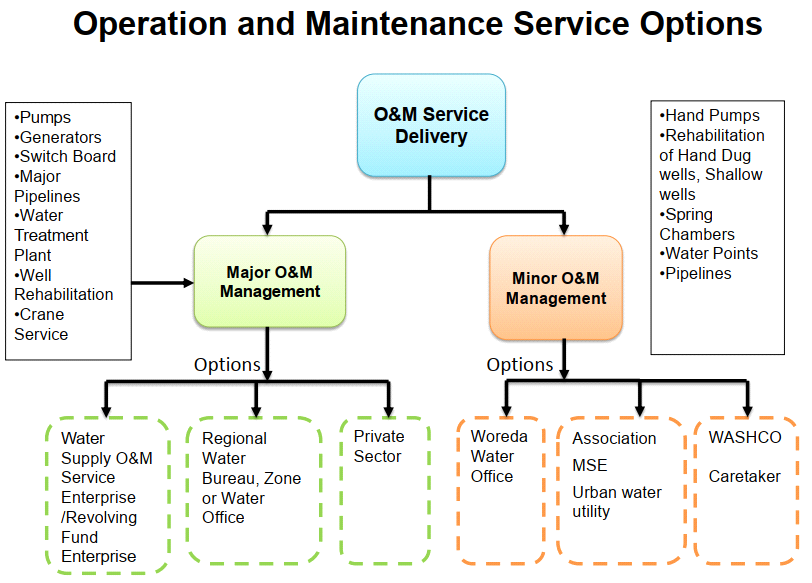 Operation and Maintenance Service Options
O&M Service
Delivery
•Pumps
•Generators
•Switch Board
•Major
Pipelines
•Water
Treatment
Plant
•Well
Rehabilitation
•Crane
Service
•Hand Pumps
•Rehabilitation
of Hand Dug
wells, Shallow
wells
•Spring
Chambers
•Water Points
•Pipelines
Major O&M
Management
Minor O&M
Management
Options
Options
Water
Supply O&M
Service
Enterprise
/Revolving
Fund
Enterprise
Regional
Water
Bureau, Zone
or Water
Office
Private
Sector
Woreda
Water
Office
Association
MSE
Urban water
utility
WASHCO
Caretaker